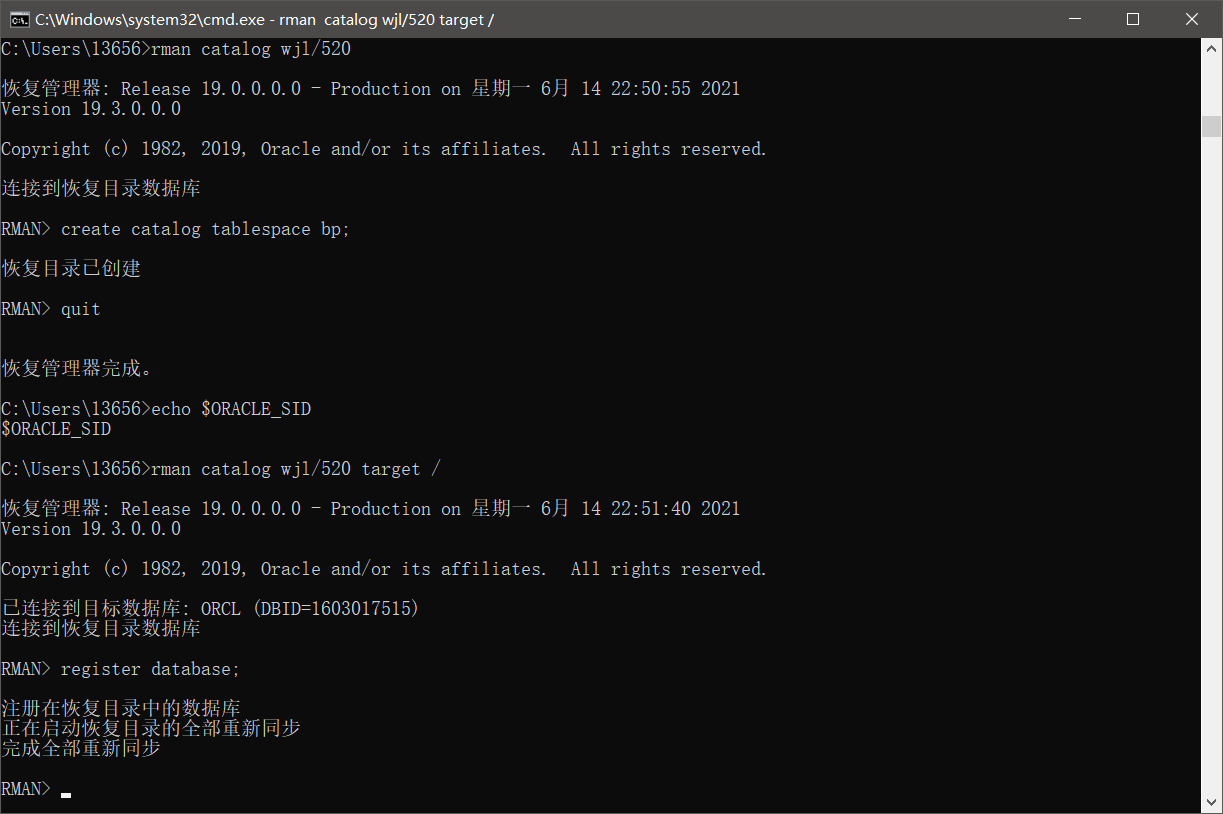 C:\Windows\system32\cmd.exe - rman  catalog wjl/520 target /
C:\Users\13656>rman catalog wjl/520
恢复管理器: Release 19.0.0.0.0 - Production on 星期一 6月 14 22:50:55 2021
Version 19.3.0.0.0
Copyright (c) 1982, 2019, Oracle and/or its affiliates.  All rights reserved.
连接到恢复目录数据库
RMAN> create catalog tablespace bp;
恢复目录已创建
RMAN> quit
恢复管理器完成。
C:\Users\13656>echo $ORACLE_SID
$ORACLE_SID
C:\Users\13656>rman catalog wjl/520 target /
恢复管理器: Release 19.0.0.0.0 - Production on 星期一 6月 14 22:51:40 2021
Version 19.3.0.0.0
Copyright (c) 1982, 2019, Oracle and/or its affiliates.  All rights reserved.
已连接到目标数据库: ORCL (DBID=1603017515)
连接到恢复目录数据库
RMAN> register database;
注册在恢复目录中的数据库
正在启动恢复目录的全部重新同步
完成全部重新同步
RMAN>